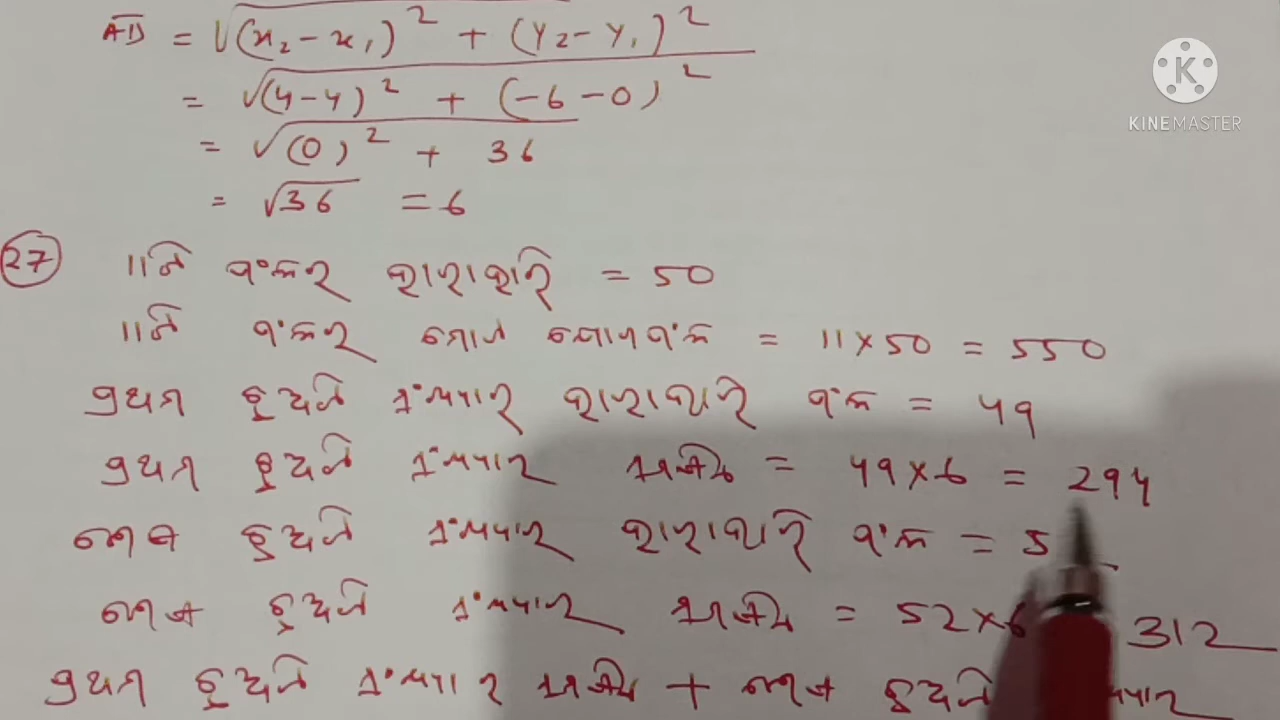 AD = √(x₂ - x₁)² + (y₂ - y₁)²
= √(4-4)² + (-6-0)²
= √(0)² + 36
= √36 = 6
KINEMASTER
27 11ଟି ସଂଖ୍ୟାର ହାରାହାରି = 50
11ଟି ସଂଖ୍ୟାର ମୋଟ ଯୋଗଫଳ = 11×50 = 550
ପ୍ରଥମ ଛଅଟି ସଂଖ୍ୟାର ହାରାହାରି = 49
ପ୍ରଥମ ଛଅଟି ସଂଖ୍ୟାର ସମଷ୍ଟି = 49×6 = 294
ଶେଷ ଛଅଟି ସଂଖ୍ୟାର ହାରାହାରି = 5
ଶେଷ ଛଅଟି ସଂଖ୍ୟାର ସମଷ୍ଟି = 52×6 312
ପ୍ରଥମ ଛଅଟି ସଂଖ୍ୟାର ସମଷ୍ଟି + ଶେଷ ଛଅଟି